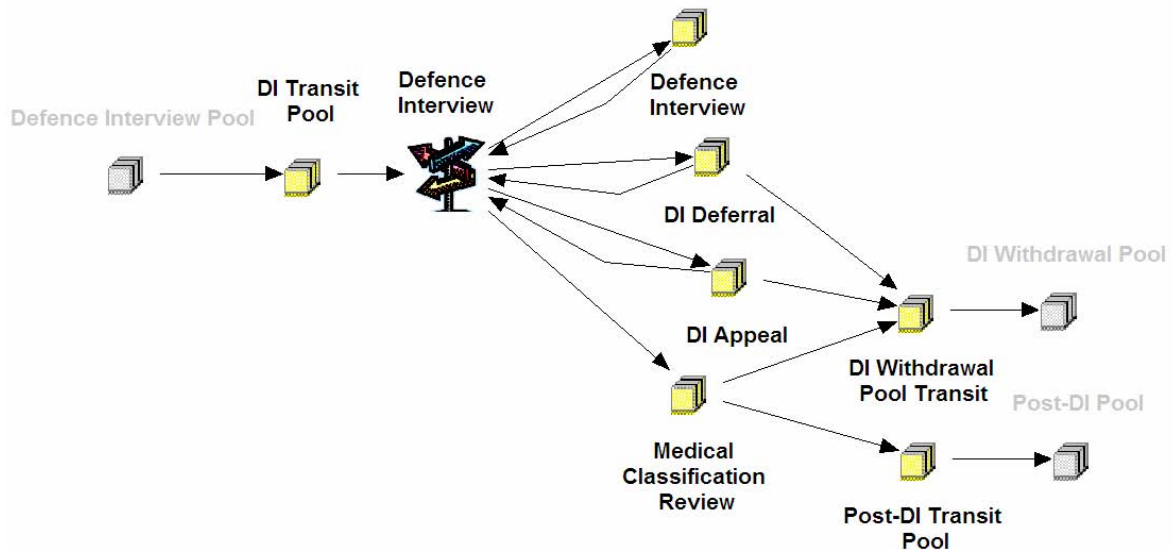 Defence Interview Pool
DI Transit
Pool
Defence
Interview
Defence
Interview
DI Deferral
DI Appeal
Medical
Classification
Review
DI Withdrawal Pool
DI Withdrawal
Pool Transit
Post-DI Pool
Post-DI Transit
Pool